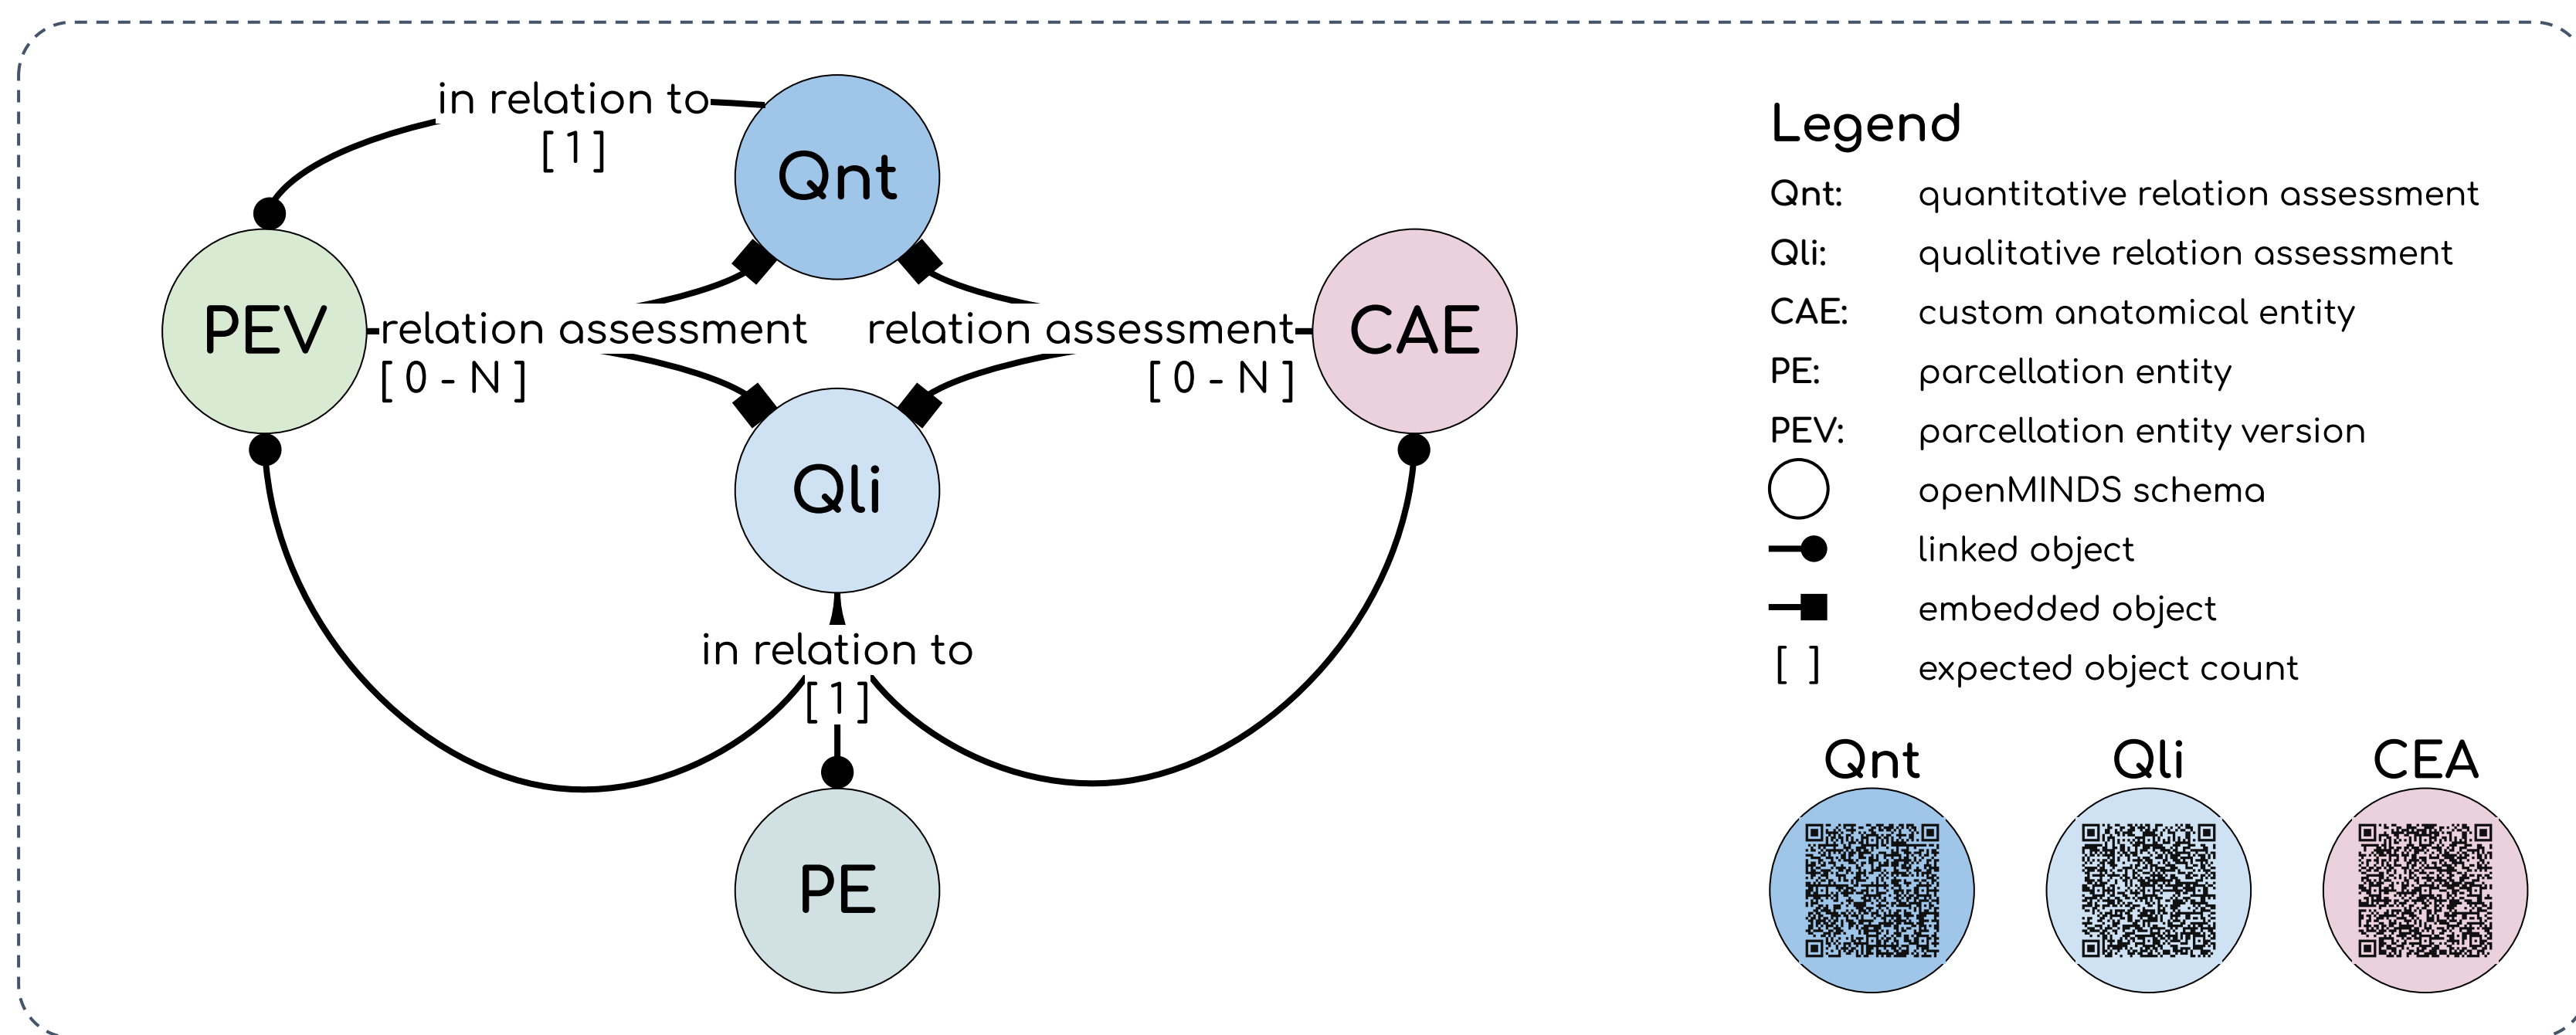 in relation to
[ 1 ]
Qnt
PEV
relation assessment
[ 0 - N ]
relation assessment
[ 0 - N ]
CAE
Qli
in relation to
[ 1 ]
PE
Legend
Qnt: quantitative relation assessment
Qli: qualitative relation assessment
CAE: custom anatomical entity
PE: parcellation entity
PEV: parcellation entity version
openMINDS schema
linked object
embedded object
[ ] expected object count
Qnt Qli CEA